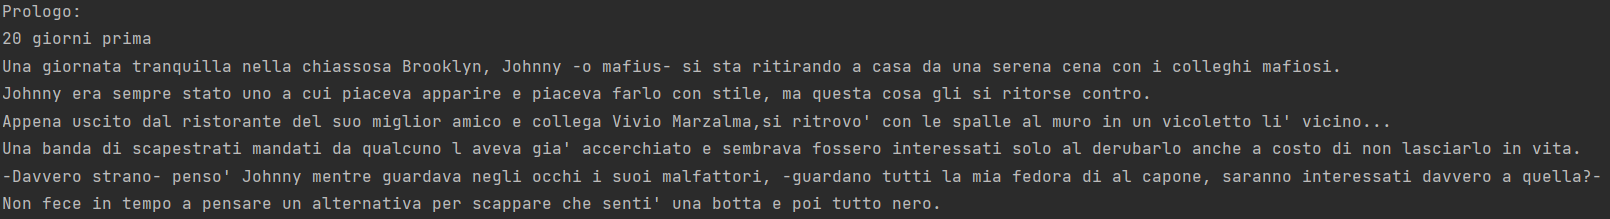 Prologo:
20 giorni prima
Una giornata tranquilla nella chiassosa Brooklyn, Johnny -o mafius- si sta ritirando a casa da una serena cena con i colleghi mafiosi.
Johnny era sempre stato uno a cui piaceva apparire e piaceva farlo con stile, ma questa cosa gli si ritorse contro.
Appena uscito dal ristorante del suo miglior amico e collega Vivio Marzalma,si ritrovo' con le spalle al muro in un vicoletto li' vicino...
Una banda di scapestrati mandati da qualcuno l aveva gia' accerchiato e sembrava fossero interessati solo al derubarlo anche a costo di non lasciarlo in vita.
-Davvero strano- penso' Johnny mentre guardava negli occhi i suoi malfattori, -guardano tutti la mia fedora di al capone, saranno interessati davvero a quella?-
Non fece in tempo a pensare un alternativa per scappare che senti' una botta e poi tutto nero.